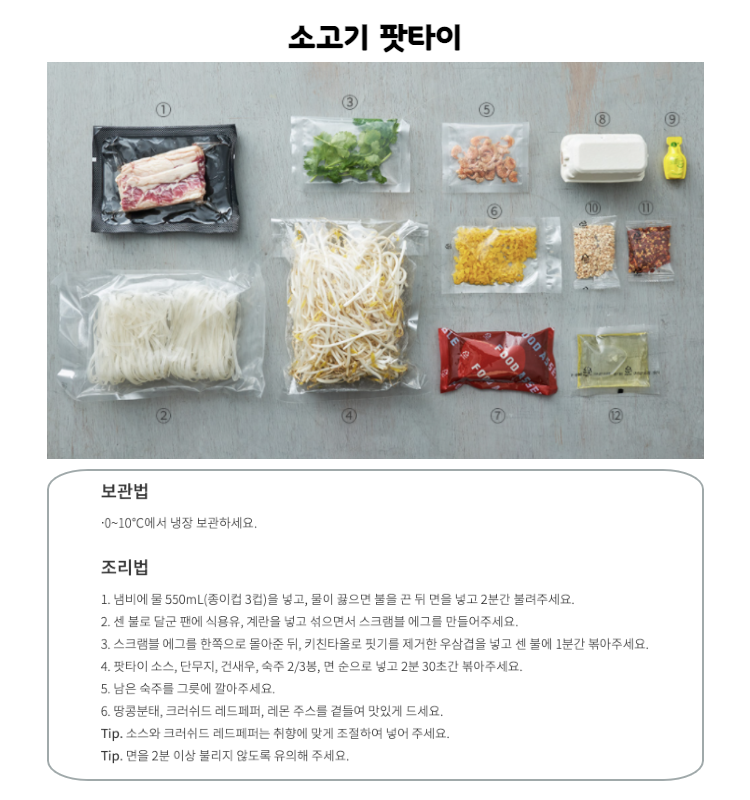 소고기 팟타이
①
③
⑤
⑧
⑨
⑥
⑩
⑪
FOOD ASSE
FOOD ASSE
②
④
⑦
⑫
보관법
·0~10℃에서 냉장 보관하세요.
조리법
1. 냄비에 물 550mL(종이컵 3컵)을 넣고, 물이 끓으면 불을 끈 뒤 면을 넣고 2분간 불려주세요.
2. 센 불로 달군 팬에 식용유, 계란을 넣고 섞으면서 스크램블 에그를 만들어주세요.
3. 스크램블 에그를 한쪽으로 몰아준 뒤, 키친타올로 핏기를 제거한 우삼겹을 넣고 센 불에 1분간 볶아주세요.
4. 팟타이 소스, 단무지, 건새우, 숙주 2/3봉, 면 순으로 넣고 2분 30초간 볶아주세요.
5. 남은 숙주를 그릇에 깔아주세요.
6. 땅콩분태, 크러쉬드 레드페퍼, 레몬 주스를 곁들여 맛있게 드세요.
Tip. 소스와 크러쉬드 레드페퍼는 취향에 맞게 조절하여 넣어 주세요.
Tip. 면을 2분 이상 불리지 않도록 유의해 주세요.